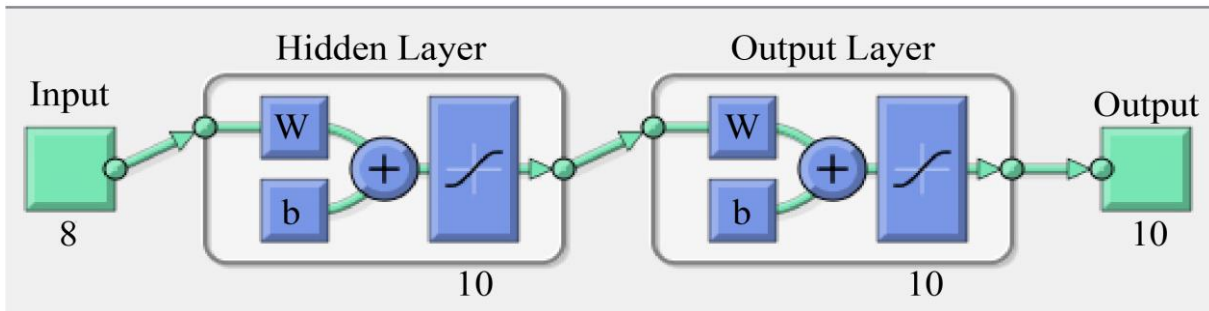 Hidden Layer
Output Layer
Input
Output
W
W
+
+
b
b
8
10
10
10